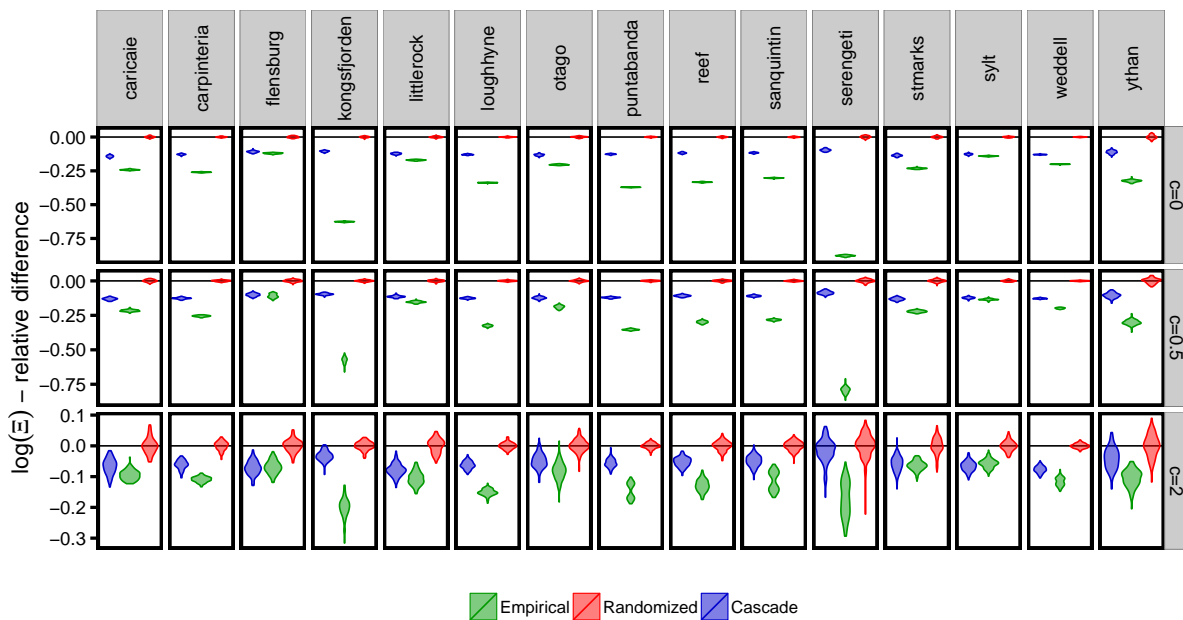 caricaie
carpinteria
flensburg
kongsfjorden
littlerock
loughhyne
otago
puntabanda
reef
sanquintin
serengeti
stmarks
sylt
weddell
ythan
log(Ξ) − relative difference
0.00
−0.25
−0.50
−0.75
c=0
0.00
−0.25
−0.50
−0.75
c=0.5
0.1
0.0
−0.1
−0.2
−0.3
c=2
Empirical Randomized Cascade